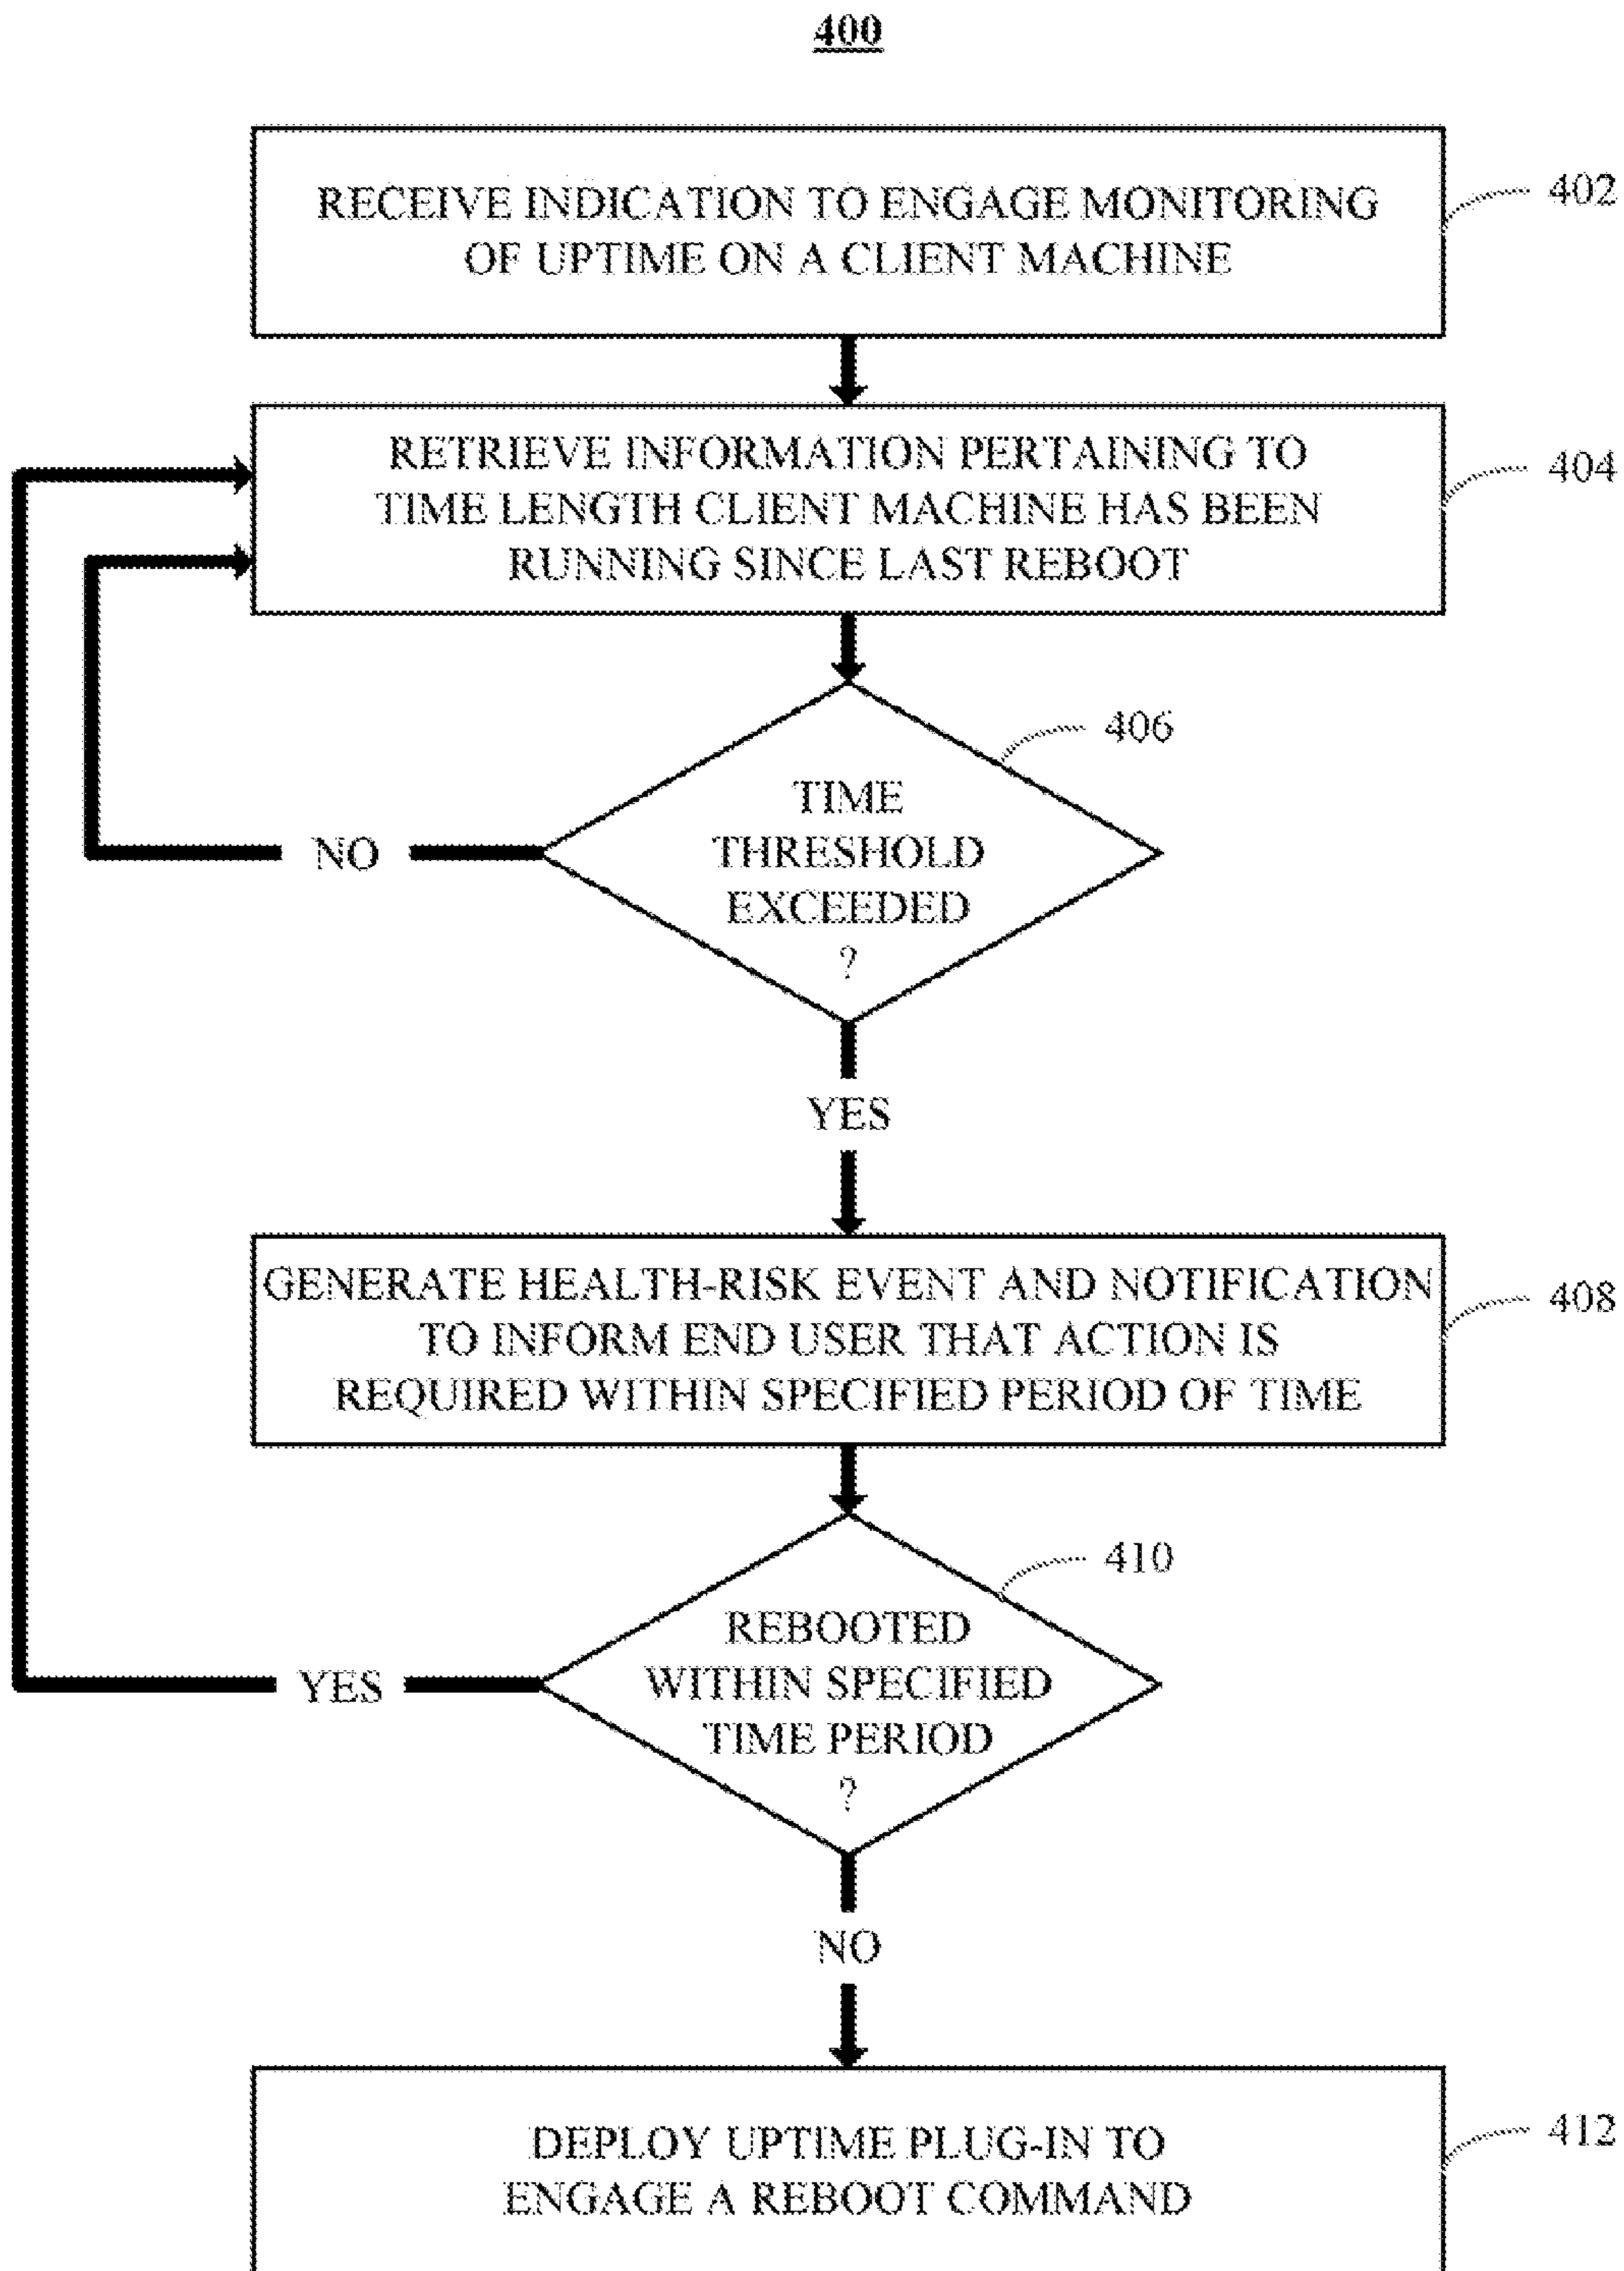 400
RECEIVE INDICATION TO ENGAGE MONITORING
OF UPTIME ON A CLIENT MACHINE
402
RETRIEVE INFORMATION PERTAINING TO
TIME LENGTH CLIENT MACHINE HAS BEEN
RUNNING SINCE LAST REBOOT
404
406
TIME
THRESHOLD
EXCEEDED
?
NO
YES
GENERATE HEALTH-RISK EVENT AND NOTIFICATION
TO INFORM END USER THAT ACTION IS
REQUIRED WITHIN SPECIFIED PERIOD OF TIME
408
410
REBOOTED
WITHIN SPECIFIED
TIME PERIOD
?
YES
NO
DEPLOY UPTIME PLUG-IN TO
ENGAGE A REBOOT COMMAND
412